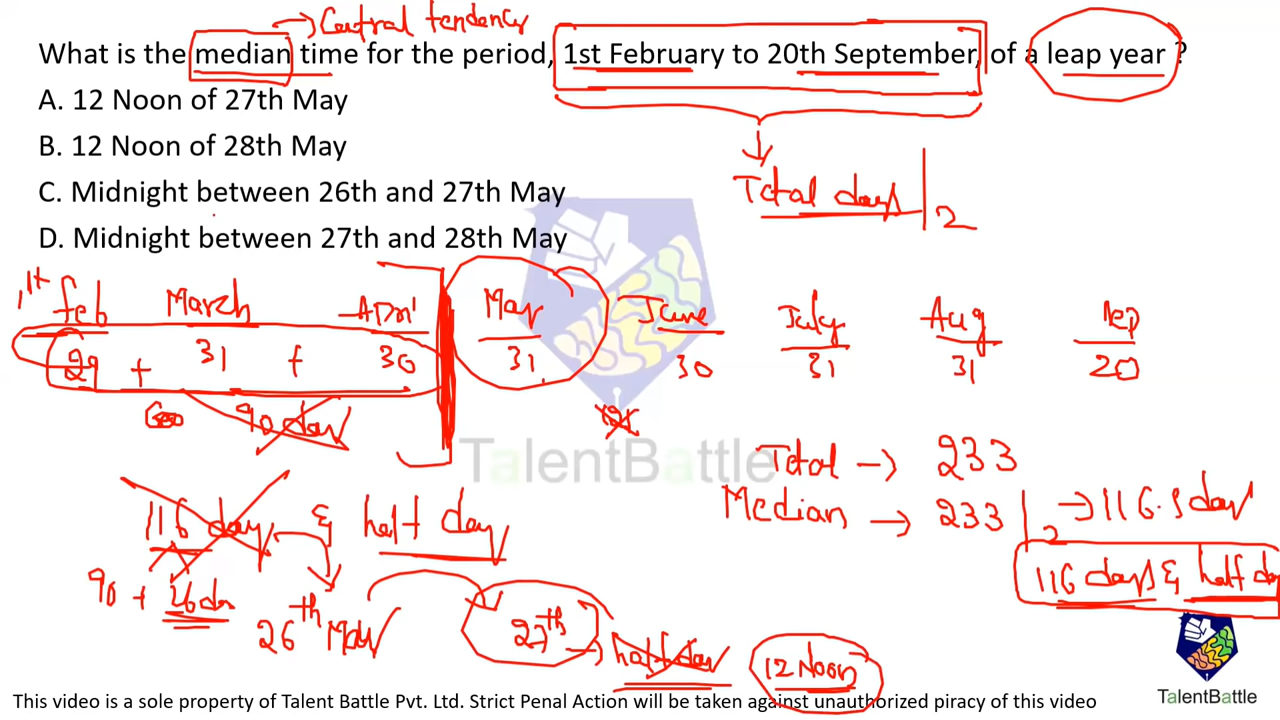 → Central tendency
What is the median time for the period, 1st February to 20th September, of a leap year ?
A. 12 Noon of 27th May
B. 12 Noon of 28th May
C. Midnight between 26th and 27th May
D. Midnight between 27th and 28th May
Total days / 2
1st Feb March April May June July Aug Sep
29 + 31 + 30 31 30 31 31 20
90 day
TalentBattle
Total → 233
Median → 233 / 2 → 116.5 day
116 days & half day
116 day & half day
90 + 26 da
26th May 27th → half day 12 Noon
TalentBattle
This video is a sole property of Talent Battle Pvt. Ltd. Strict Penal Action will be taken against unauthorized piracy of this video